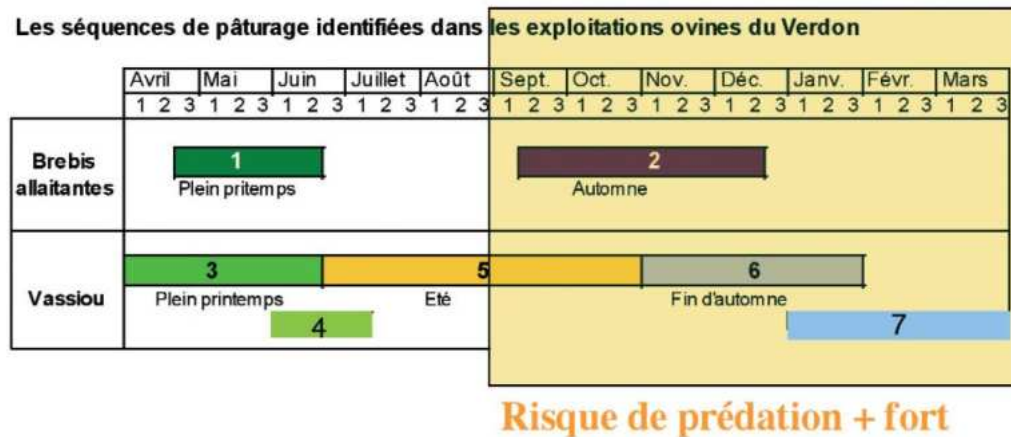 Les séquences de pâturage identifiées dans les exploitations ovines du Verdon
Avril Mai Juin Juillet Août Sept. Oct. Nov. Déc. Janv. Févr. Mars
1 2 3 1 2 3 1 2 3 1 2 3 1 2 3 1 2 3 1 2 3 1 2 3 1 2 3 1 2 3 1 2 3 1 2 3
Brebis
allaitantes
1 2
Plein pritemps Automne
Vassiou
3 5 6
Plein printemps Eté Fin d'automne
4 7
Risque de prédation + fort